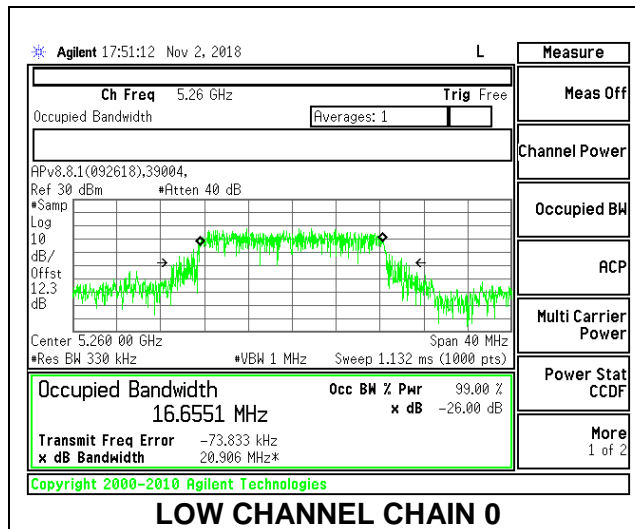 Agilent 17:51:12 Nov 2, 2018 L
Measure
Ch Freq 5.26 GHz Trig Free
Meas Off
Occupied Bandwidth Averages: 1
Channel Power
APv8.8.1(092618),39004,
Ref 30 dBm #Atten 40 dB
#Samp
Log
10
dB/
Offst
12.3
dB
Occupied BW
ACP
Center 5.260 00 GHz Span 40 MHz
#Res BW 330 kHz #VBW 1 MHz Sweep 1.132 ms (1000 pts)
Multi Carrier
Power
Occupied Bandwidth Occ BW % Pwr 99.00 %
16.6551 MHz x dB -26.00 dB
Power Stat
CCDF
Transmit Freq Error -73.833 kHz
x dB Bandwidth 20.906 MHz*
More
1 of 2
Copyright 2000-2010 Agilent Technologies
LOW CHANNEL CHAIN 0